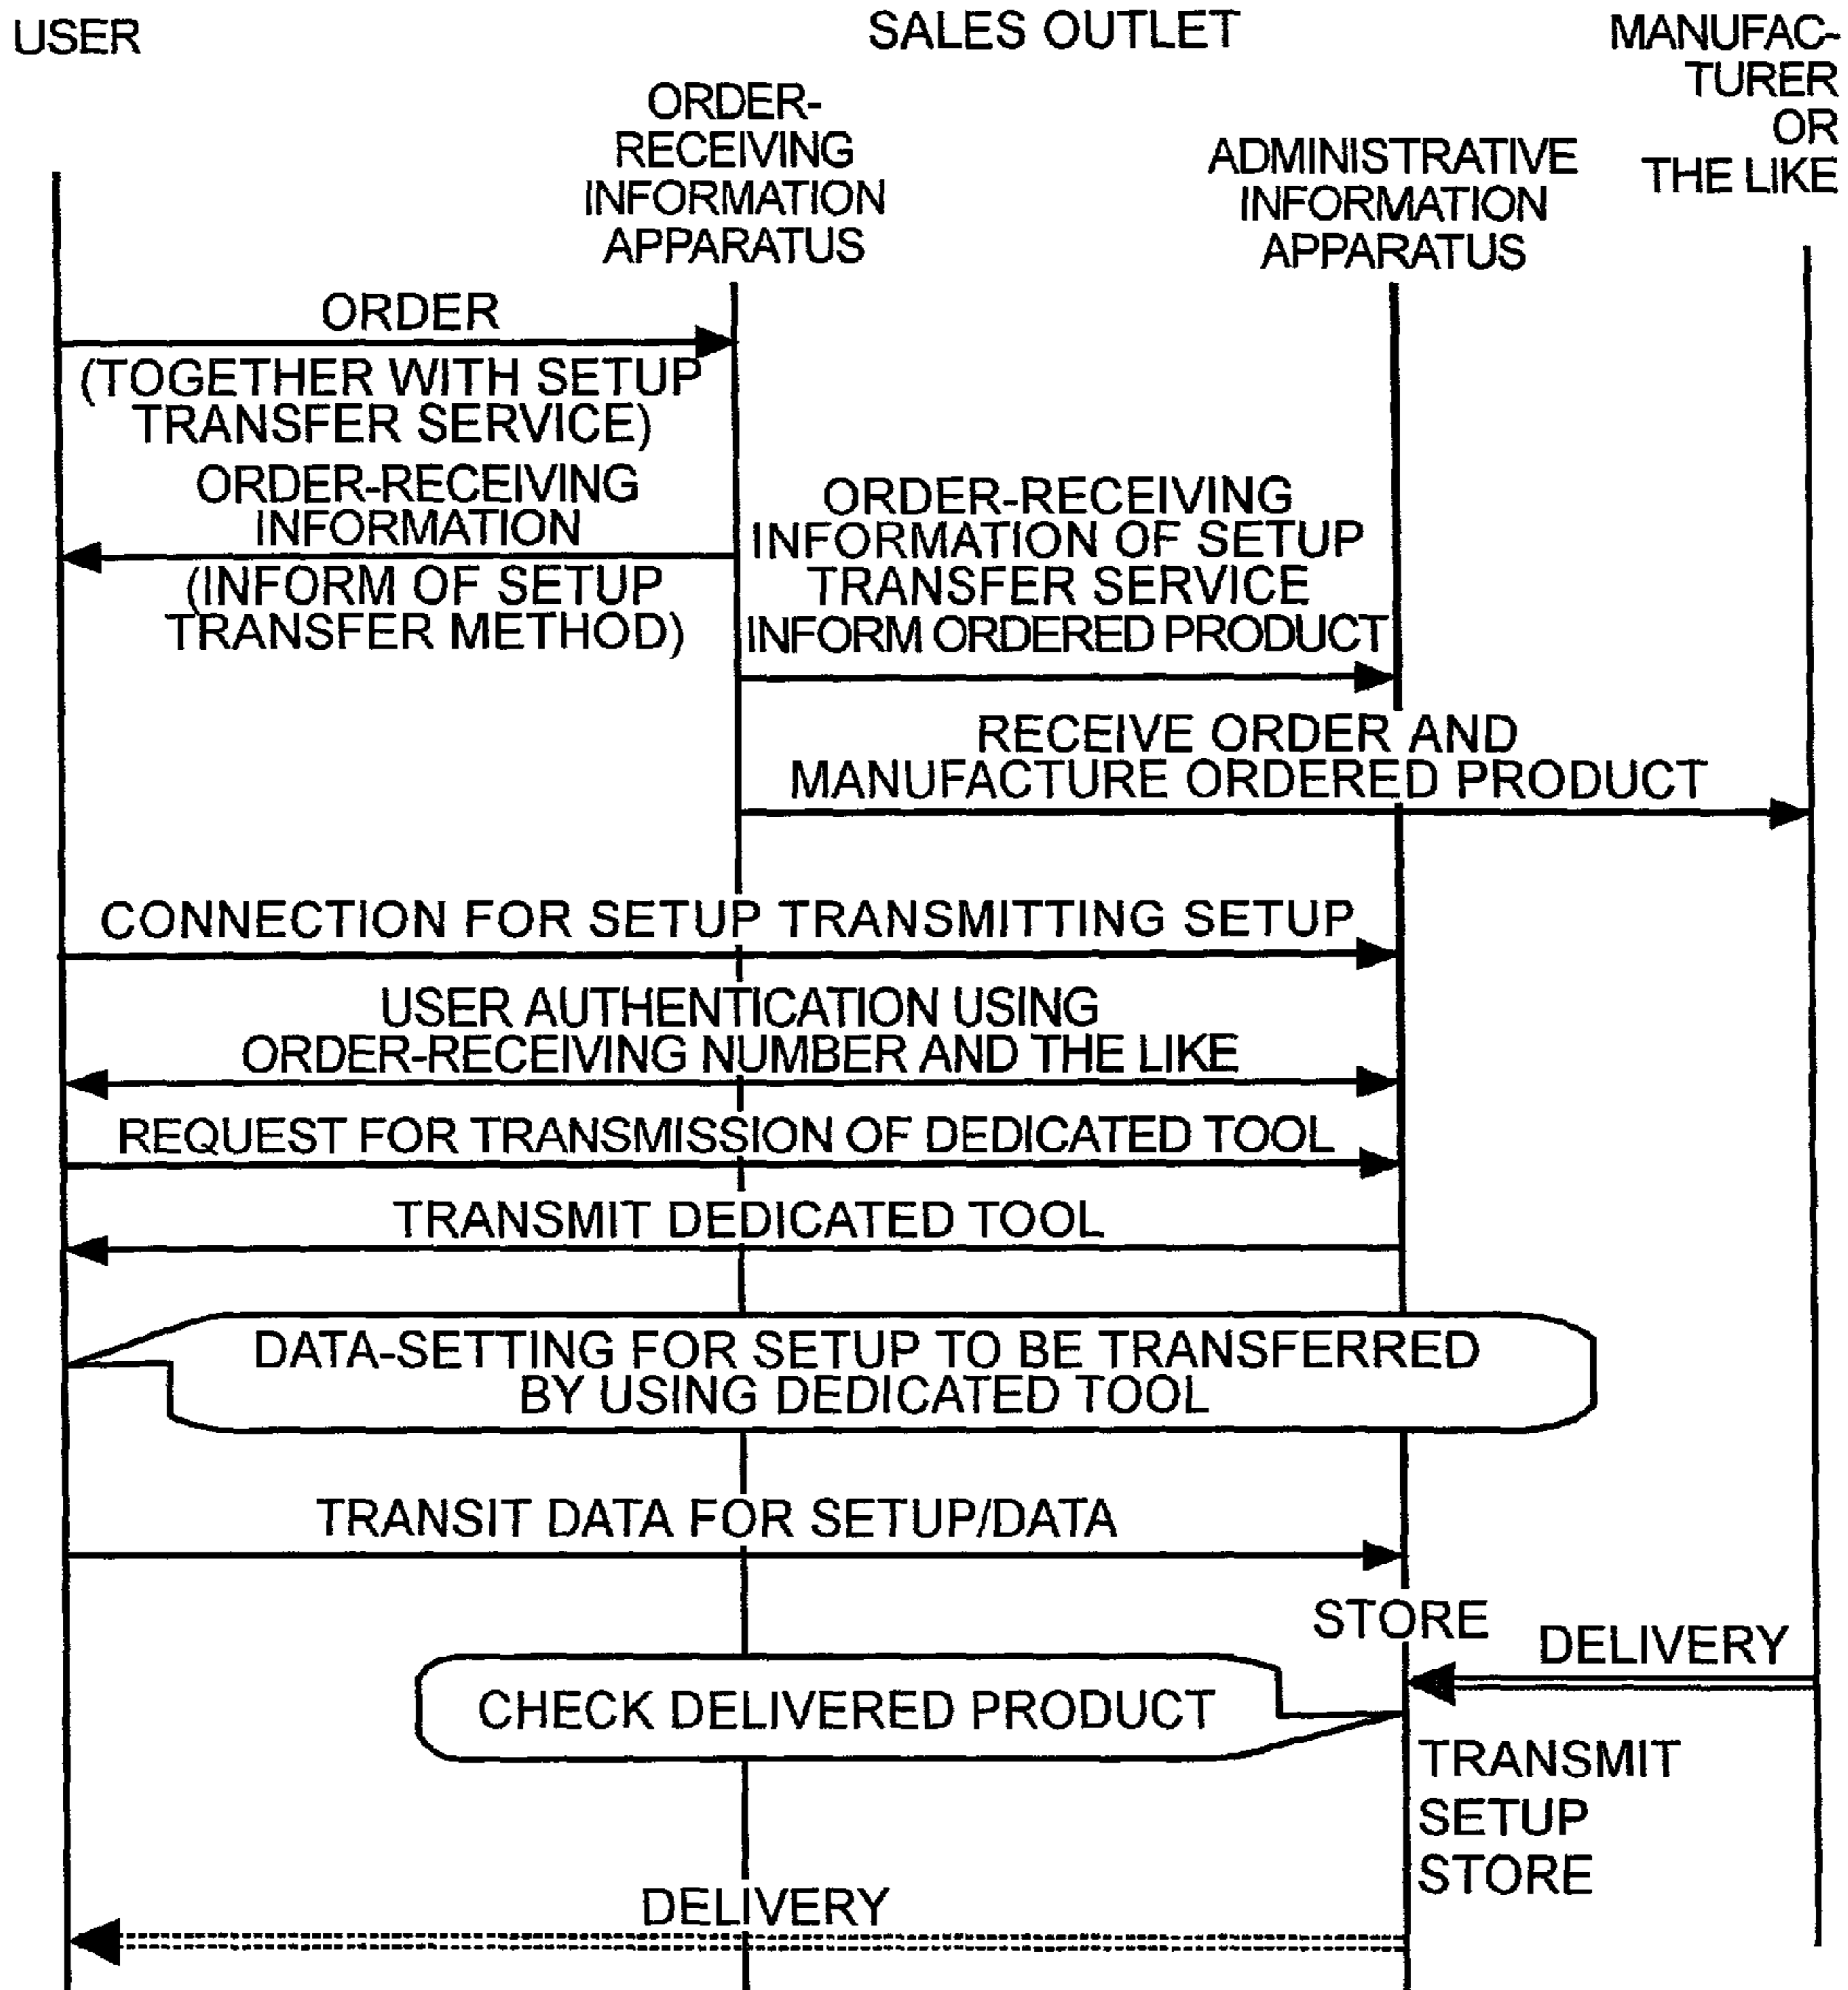 USER
SALES OUTLET
MANUFAC-
TURER
OR
THE LIKE
ORDER-
RECEIVING
INFORMATION
APPARATUS
ADMINISTRATIVE
INFORMATION
APPARATUS
ORDER
(TOGETHER WITH SETUP
TRANSFER SERVICE)
ORDER-RECEIVING
INFORMATION
(INFORM OF SETUP
TRANSFER METHOD)
ORDER-RECEIVING
INFORMATION OF SETUP
TRANSFER SERVICE
INFORM ORDERED PRODUCT
RECEIVE ORDER AND
MANUFACTURE ORDERED PRODUCT
CONNECTION FOR SETUP TRANSMITTING SETUP
USER AUTHENTICATION USING
ORDER-RECEIVING NUMBER AND THE LIKE
REQUEST FOR TRANSMISSION OF DEDICATED TOOL
TRANSMIT DEDICATED TOOL
DATA-SETTING FOR SETUP TO BE TRANSFERRED
BY USING DEDICATED TOOL
TRANSIT DATA FOR SETUP/DATA
STORE
DELIVERY
CHECK DELIVERED PRODUCT
TRANSMIT
SETUP
STORE
DELIVERY